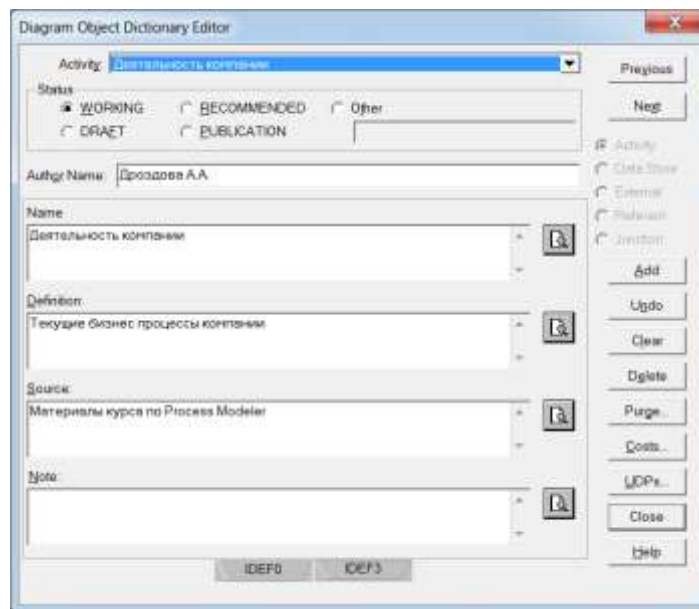 Diagram Object Dictionary Editor
Activity: Деятельность компании
Status
WORKING RECOMMENDED Other
DRAFT PUBLICATION
Author Name: Дроздова А.А.
Name
Деятельность компании
Definition:
Текущие бизнес процессы компании
Source:
Материалы курса по Process Modeler
Note:
IDEF0 IDEF3
Previous
Next
Activity
Data Store
External
Referent
Junction
Add
Undo
Clear
Delete
Purge...
Costs...
UDPs...
Close
Help